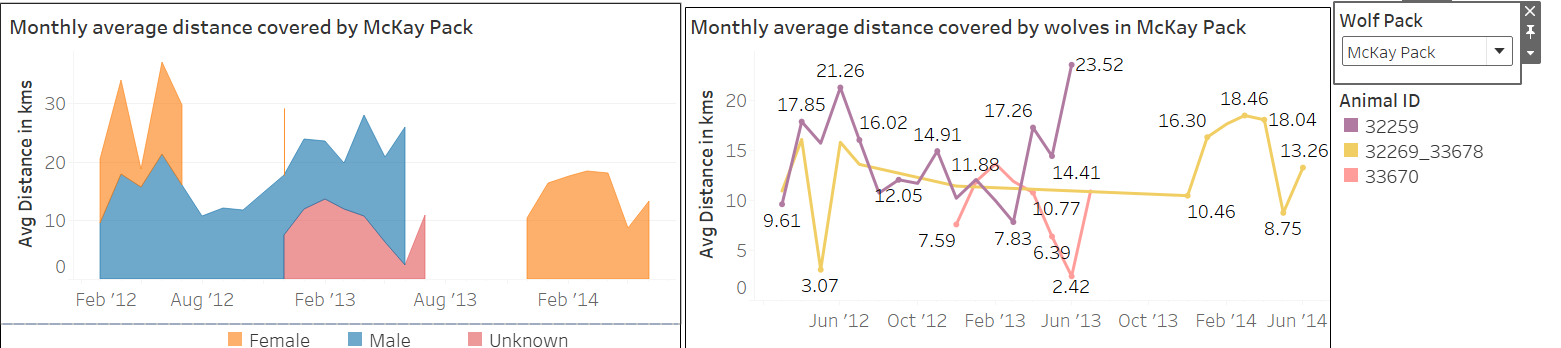 Monthly average distance covered by McKay Pack
Avg Distance in kms
30
20
10
0
Feb '12
Aug '12
Feb '13
Aug '13
Feb '14
Female
Male
Unknown
Monthly average distance covered by wolves in McKay Pack
Avg Distance in kms
20
15
10
5
0
23.52
21.26
17.85
17.26
18.46
16.02
16.30
18.04
14.91
13.26
11.88
14.41
12.05
9.61
10.77
10.46
7.59
7.83
8.75
6.39
3.07
2.42
Jun '12
Oct '12
Feb '13
Jun '13
Oct '13
Feb '14
Jun '14
Wolf Pack
McKay Pack
Animal ID
32259
32269_33678
33670